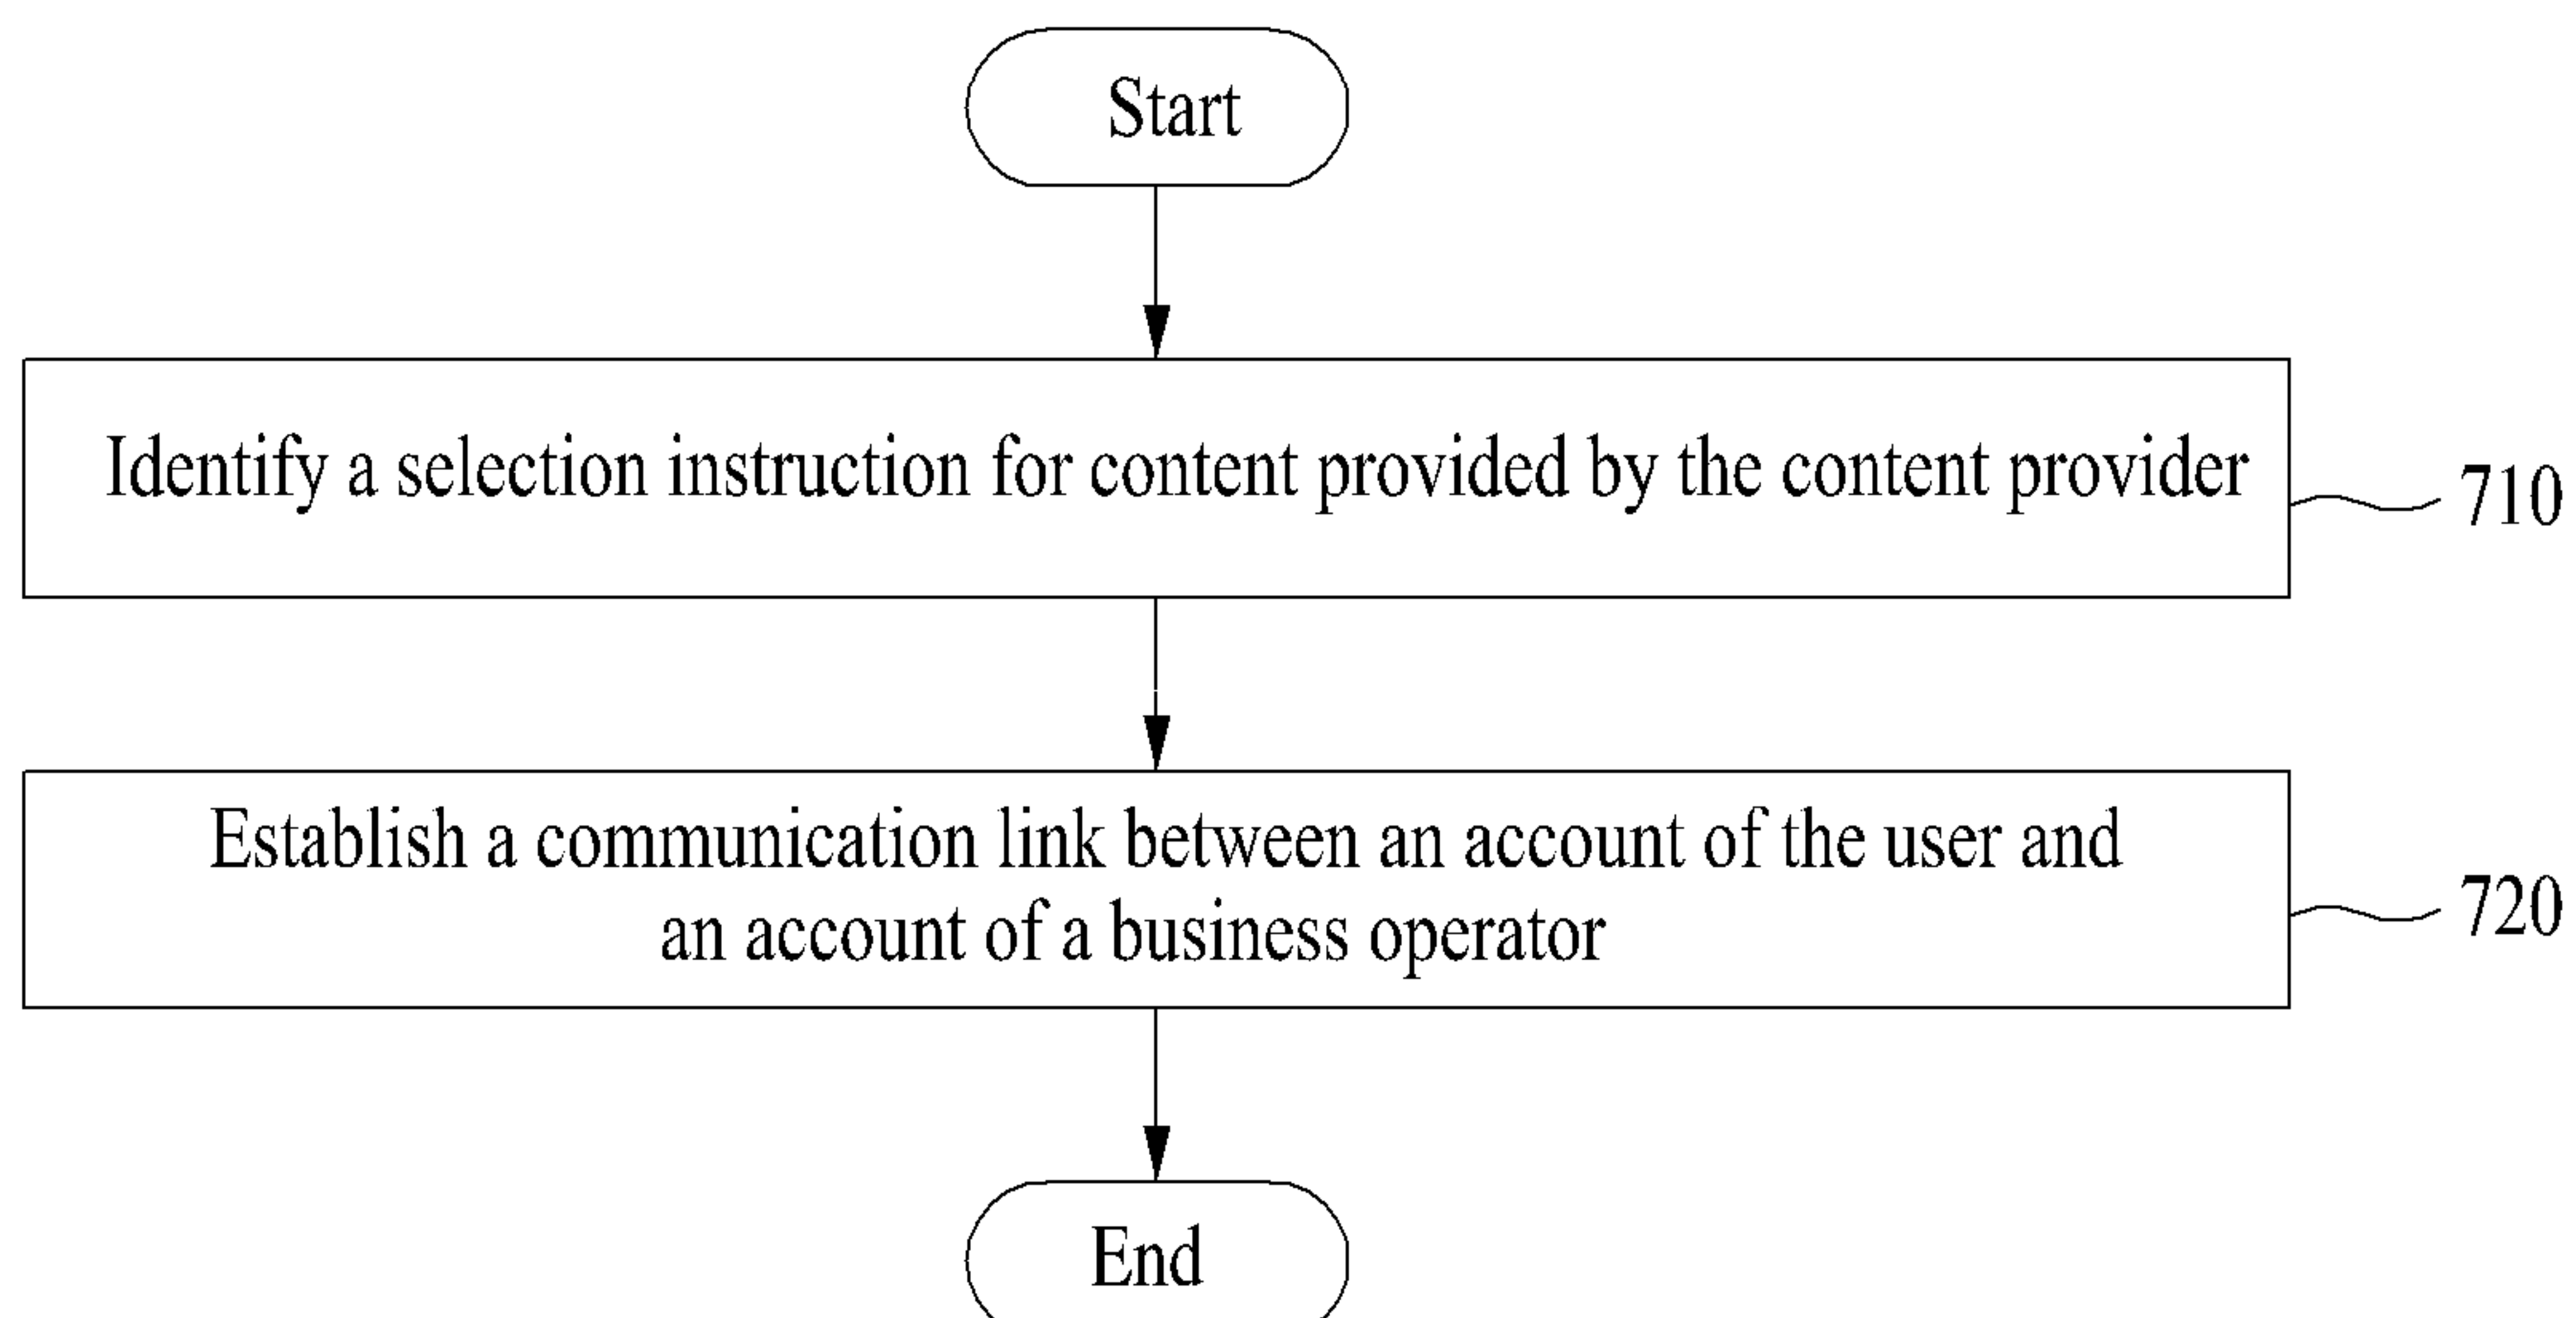 Start
Identify a selection instruction for content provided by the content provider
710
Establish a communication link between an account of the user and
an account of a business operator
720
End